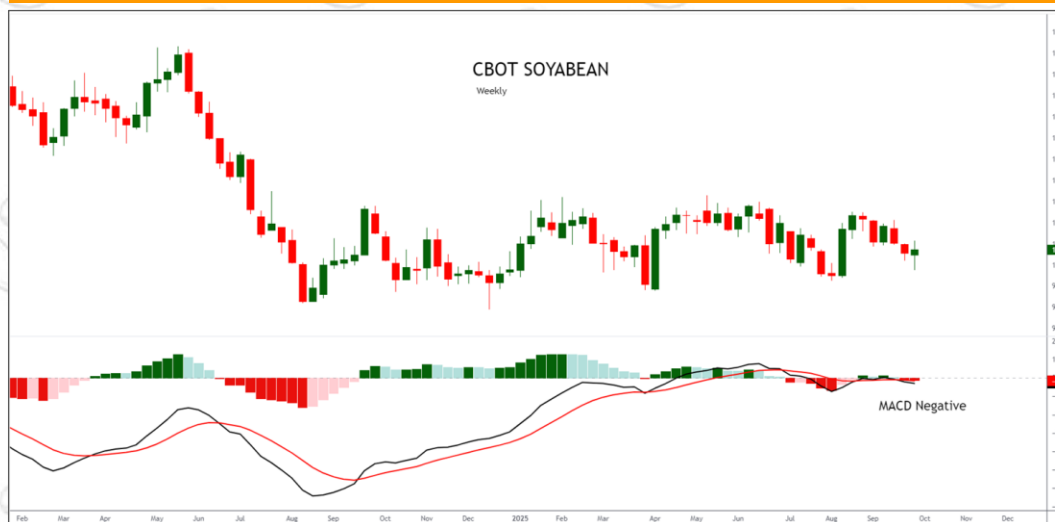 CBOT SOYABEAN
Weekly
MACD Negative
Feb Mar Apr May Jun Jul Aug Sep Oct Nov Dec 2025 Feb Mar Apr May Jun Jul Aug Sep Oct Nov Dec